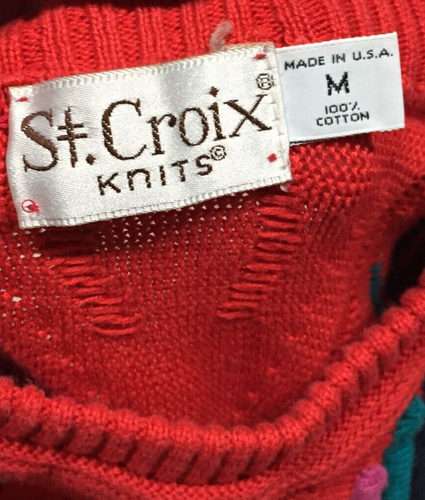 St. Croix®
KNITS©
MADE IN U.S.A.
M
100%
COTTON